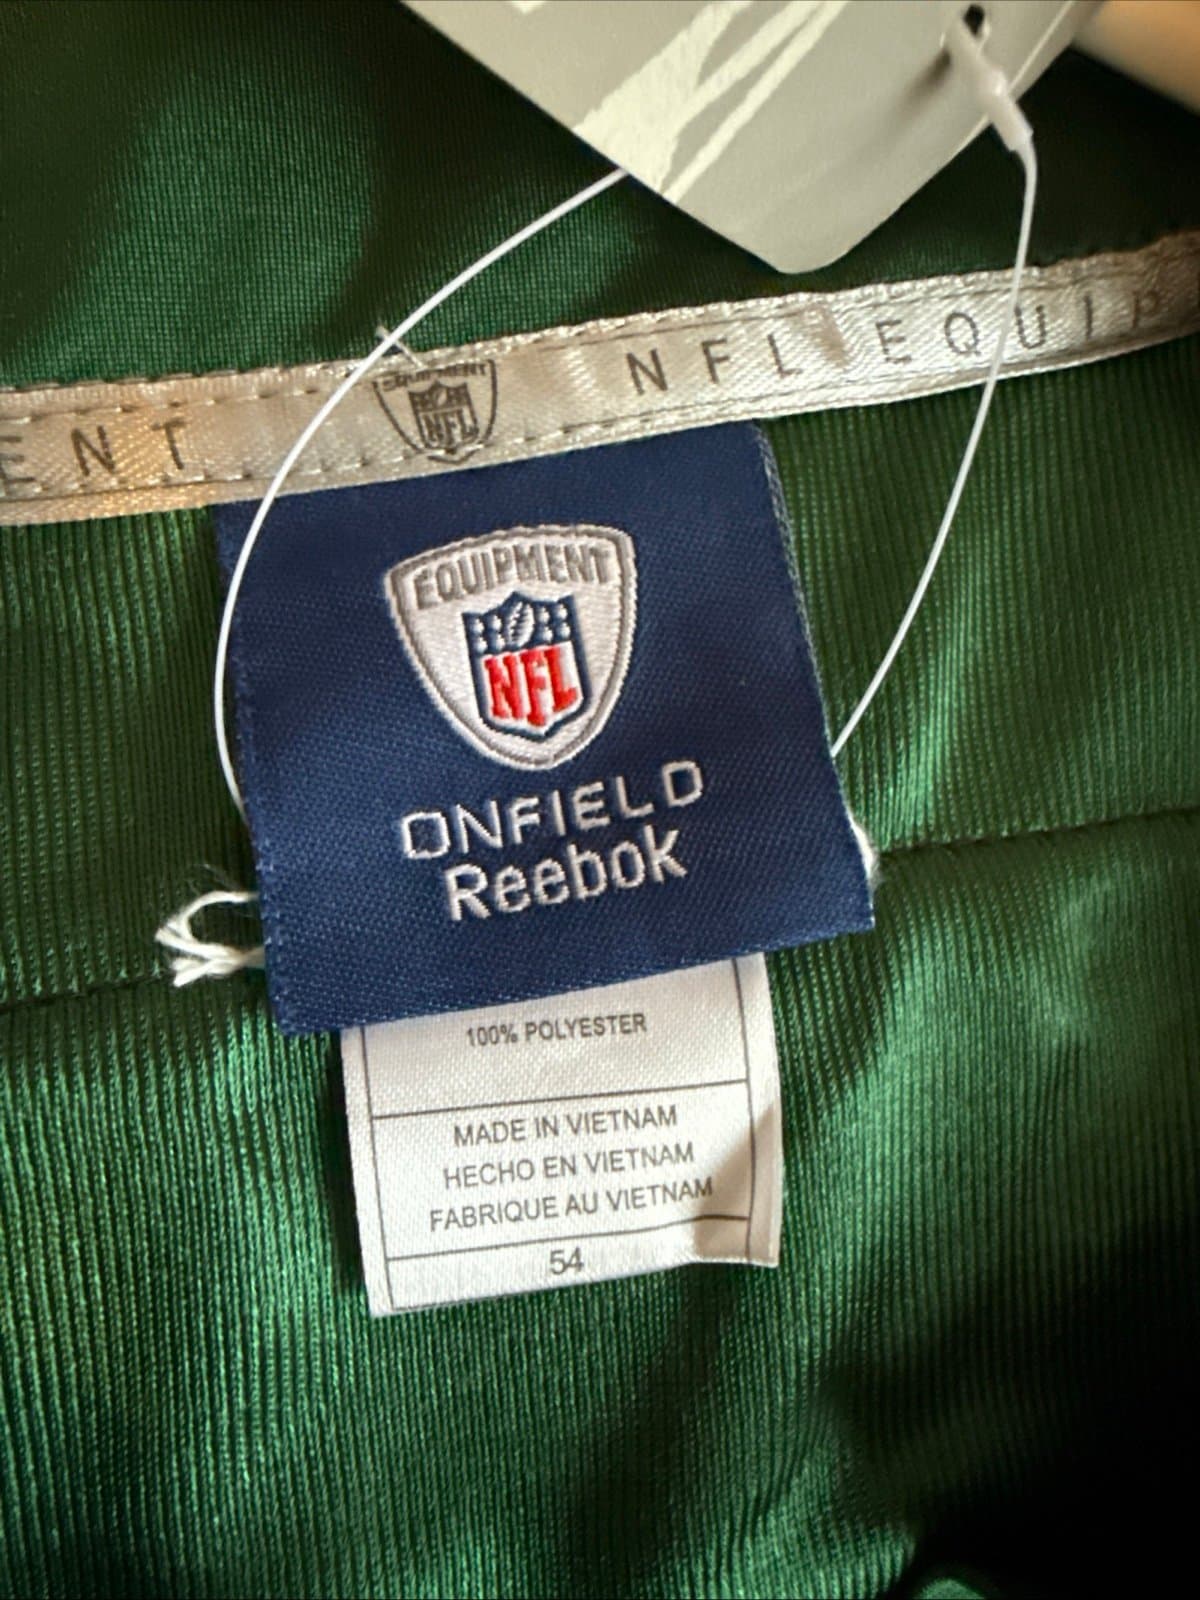 ENT EQUIPMENT NFL NFL EQUIP
EQUIPMENT
NFL
ONFIELD
Reebok
100% POLYESTER
MADE IN VIETNAM
HECHO EN VIETNAM
FABRIQUE AU VIETNAM
54